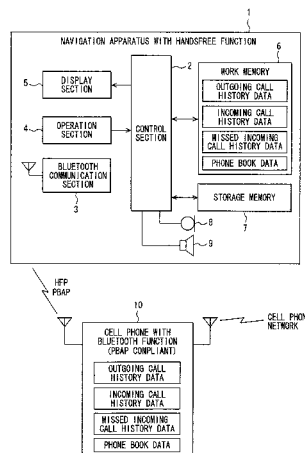 1
NAVIGATION APPARATUS WITH HANDSFREE FUNCTION
2
6
5
DISPLAY
SECTION
4
OPERATION
SECTION
BLUETOOTH
COMMUNICATION
SECTION
3
CONTROL
SECTION
WORK MEMORY
OUTGOING CALL
HISTORY DATA
INCOMING CALL
HISTORY DATA
MISSED INCOMING
CALL HISTORY DATA
PHONE BOOK DATA
STORAGE MEMORY
7
8
9
HFP
PBAP
10
CELL PHONE WITH
BLUETOOTH FUNCTION
(PBAP COMPLIANT)
OUTGOING CALL
HISTORY DATA
INCOMING CALL
HISTORY DATA
MISSED INCOMING
CALL HISTORY DATA
PHONE BOOK DATA
CELL PHON
NETWORK